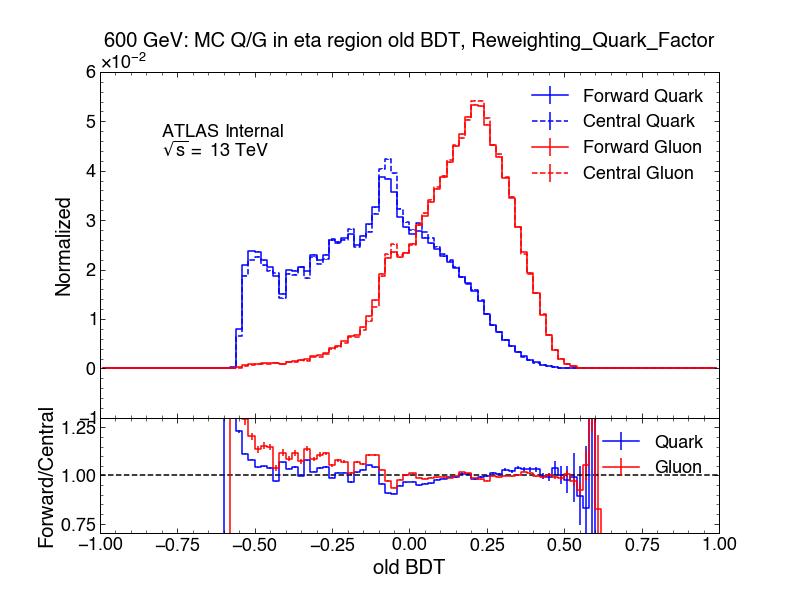 600 GeV: MC Q/G in eta region old BDT, Reweighting_Quark_Factor
×10⁻²
6
5
4
3
2
1
0
−1
Normalized
ATLAS Internal
√s = 13 TeV
Forward Quark
Central Quark
Forward Gluon
Central Gluon
1.25
1.00
0.75
Forward/Central
Quark
Gluon
−1.00 −0.75 −0.50 −0.25 0.00 0.25 0.50 0.75 1.00
old BDT